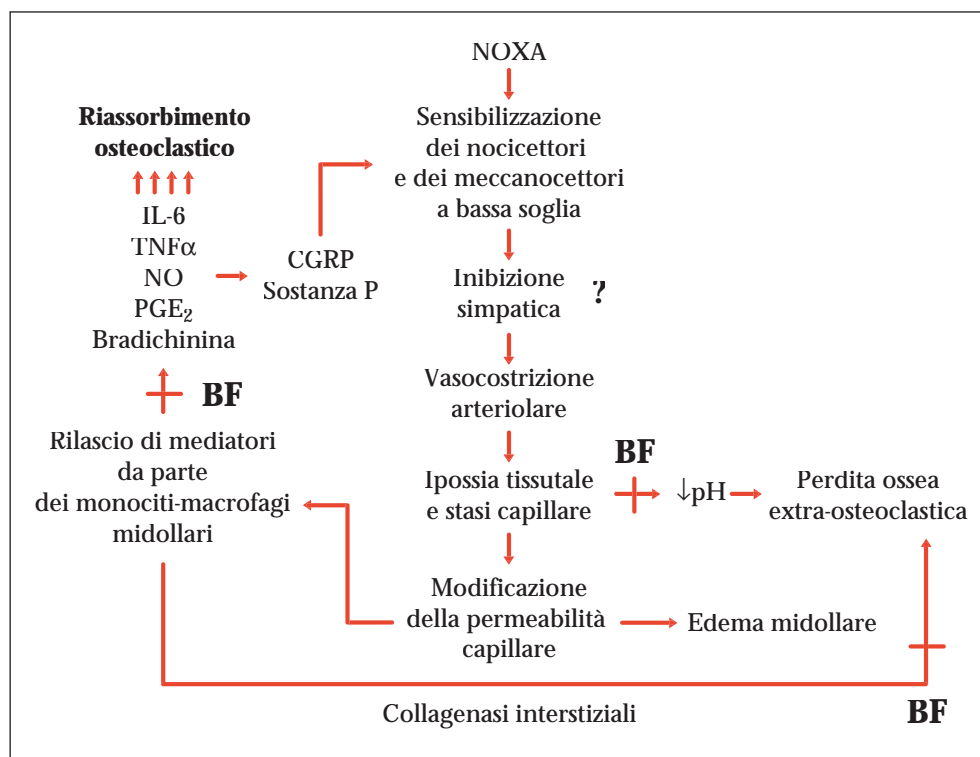 NOXA
Sensibilizzazione
dei nocicettori
e dei meccanocettori
a bassa soglia
Riassorbimento
osteoclastico
IL-6
TNFα
NO
PGE₂
Bradichinina
CGRP
Sostanza P
Inibizione
simpatica
?
Vasocostrizione
arteriolare
BF
Rilascio di mediatori
da parte
dei monociti-macrofagi
midollari
Ipossia tissutale
e stasi capillare
BF
↓pH
Perdita ossea
extra-osteoclastica
Modificazione
della permeabilità
capillare
Edema midollare
Collagenasi interstiziali
BF